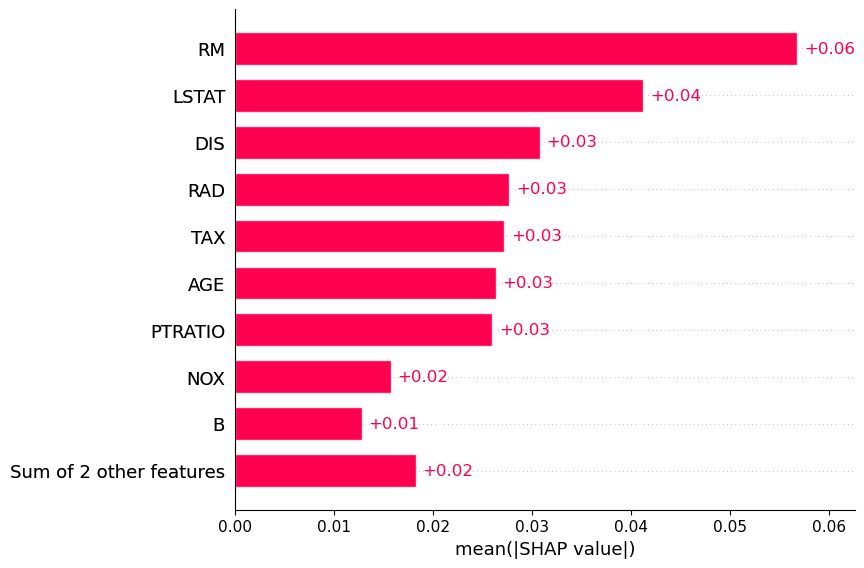 RM +0.06
LSTAT +0.04
DIS +0.03
RAD +0.03
TAX +0.03
AGE +0.03
PTRATIO +0.03
NOX +0.02
B +0.01
Sum of 2 other features +0.02
0.00 0.01 0.02 0.03 0.04 0.05 0.06
mean(|SHAP value|)